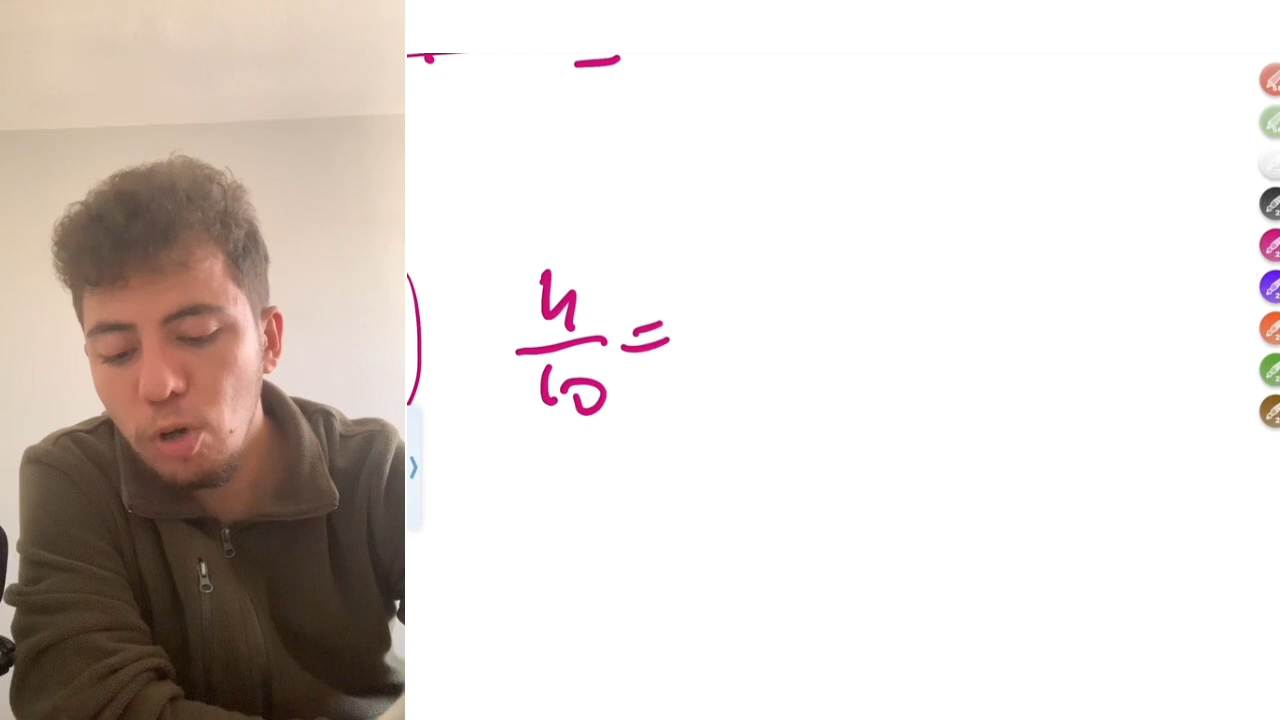 ) 4/10 =